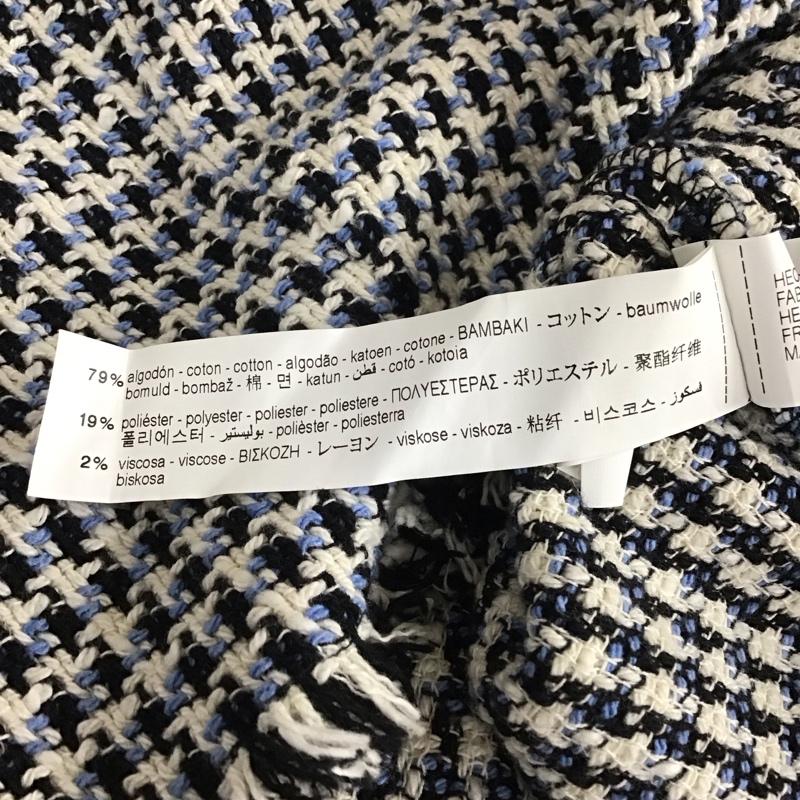 79% algodón - coton - cotton - algodão - katoen - cotone - BAMBAKI - コットン - baumwolle
bomuld - bombaž - 棉 - 면 - katun - قطن - cotó - kotoia
19% poliéster - polyester - poliester - poliestere - ΠΟΛΥΕΣΤΕΡΑΣ - ポリエステル - 聚酯纤维
폴리에스터 - بوليستير - polièster - poliesterra
2% viscosa - viscose - ΒΙΣΚΟΖΗ - レーヨン - viskose - viskoza - 粘纤 - 비스코스 - فسكوز
biskosa